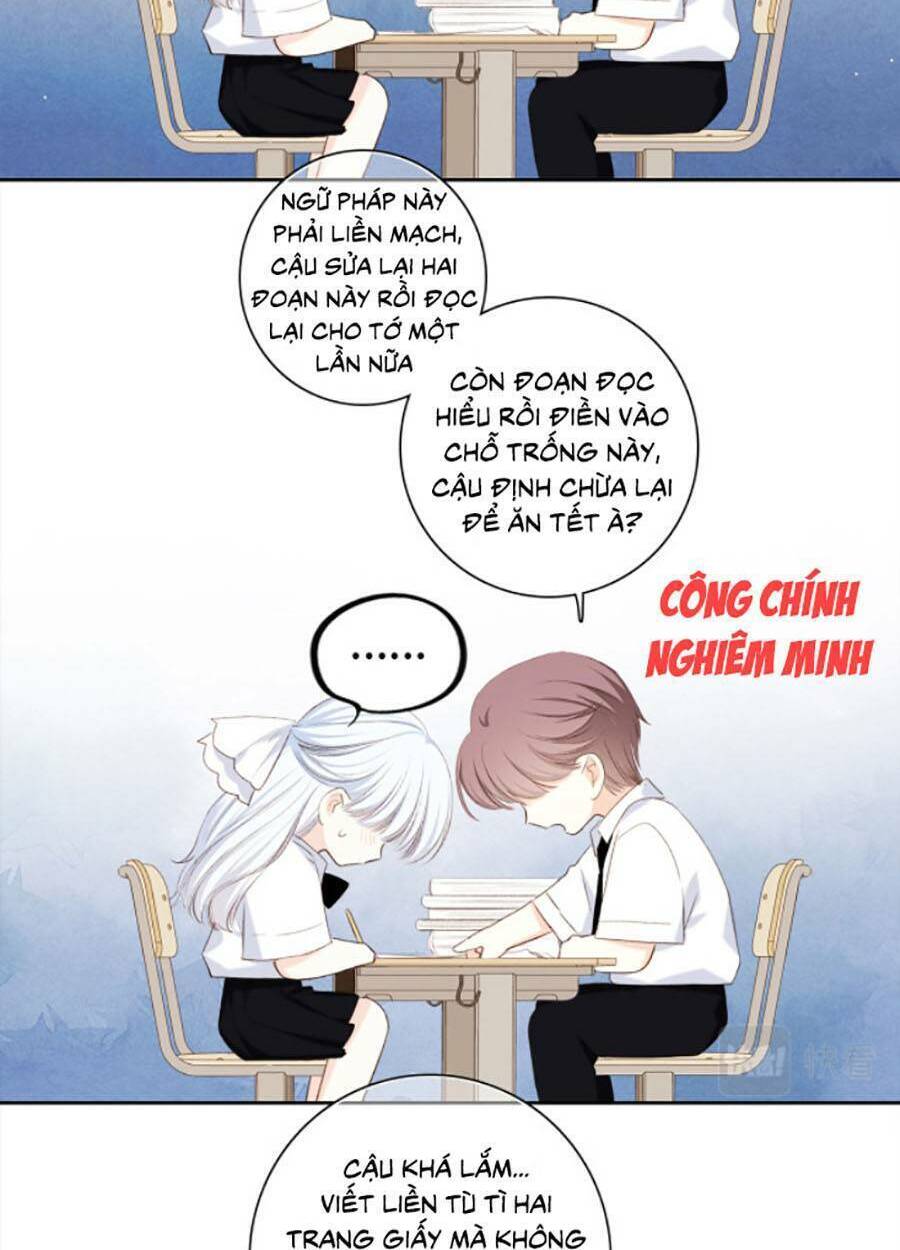 NGỮ PHÁP NÀY
PHẢI LIỀN MẠCH,
CẬU SỬA LẠI HAI
ĐOẠN NÀY RỒI ĐỌC
LẠI CHO TỚ MỘT
LẦN NỮA
CÒN ĐOẠN ĐỌC
HIỂU RỒI ĐIỀN VÀO
CHỖ TRỐNG NÀY,
CẬU ĐỊNH CHỪA LẠI
ĐỂ ĂN TẾT À?
CÔNG CHÍNH
NGHIÊM MINH
......
快看
CẬU KHÁ LẮM...
VIẾT LIỀN TÙ TÌ HAI
TRANG GIẤY MÀ KHÔNG